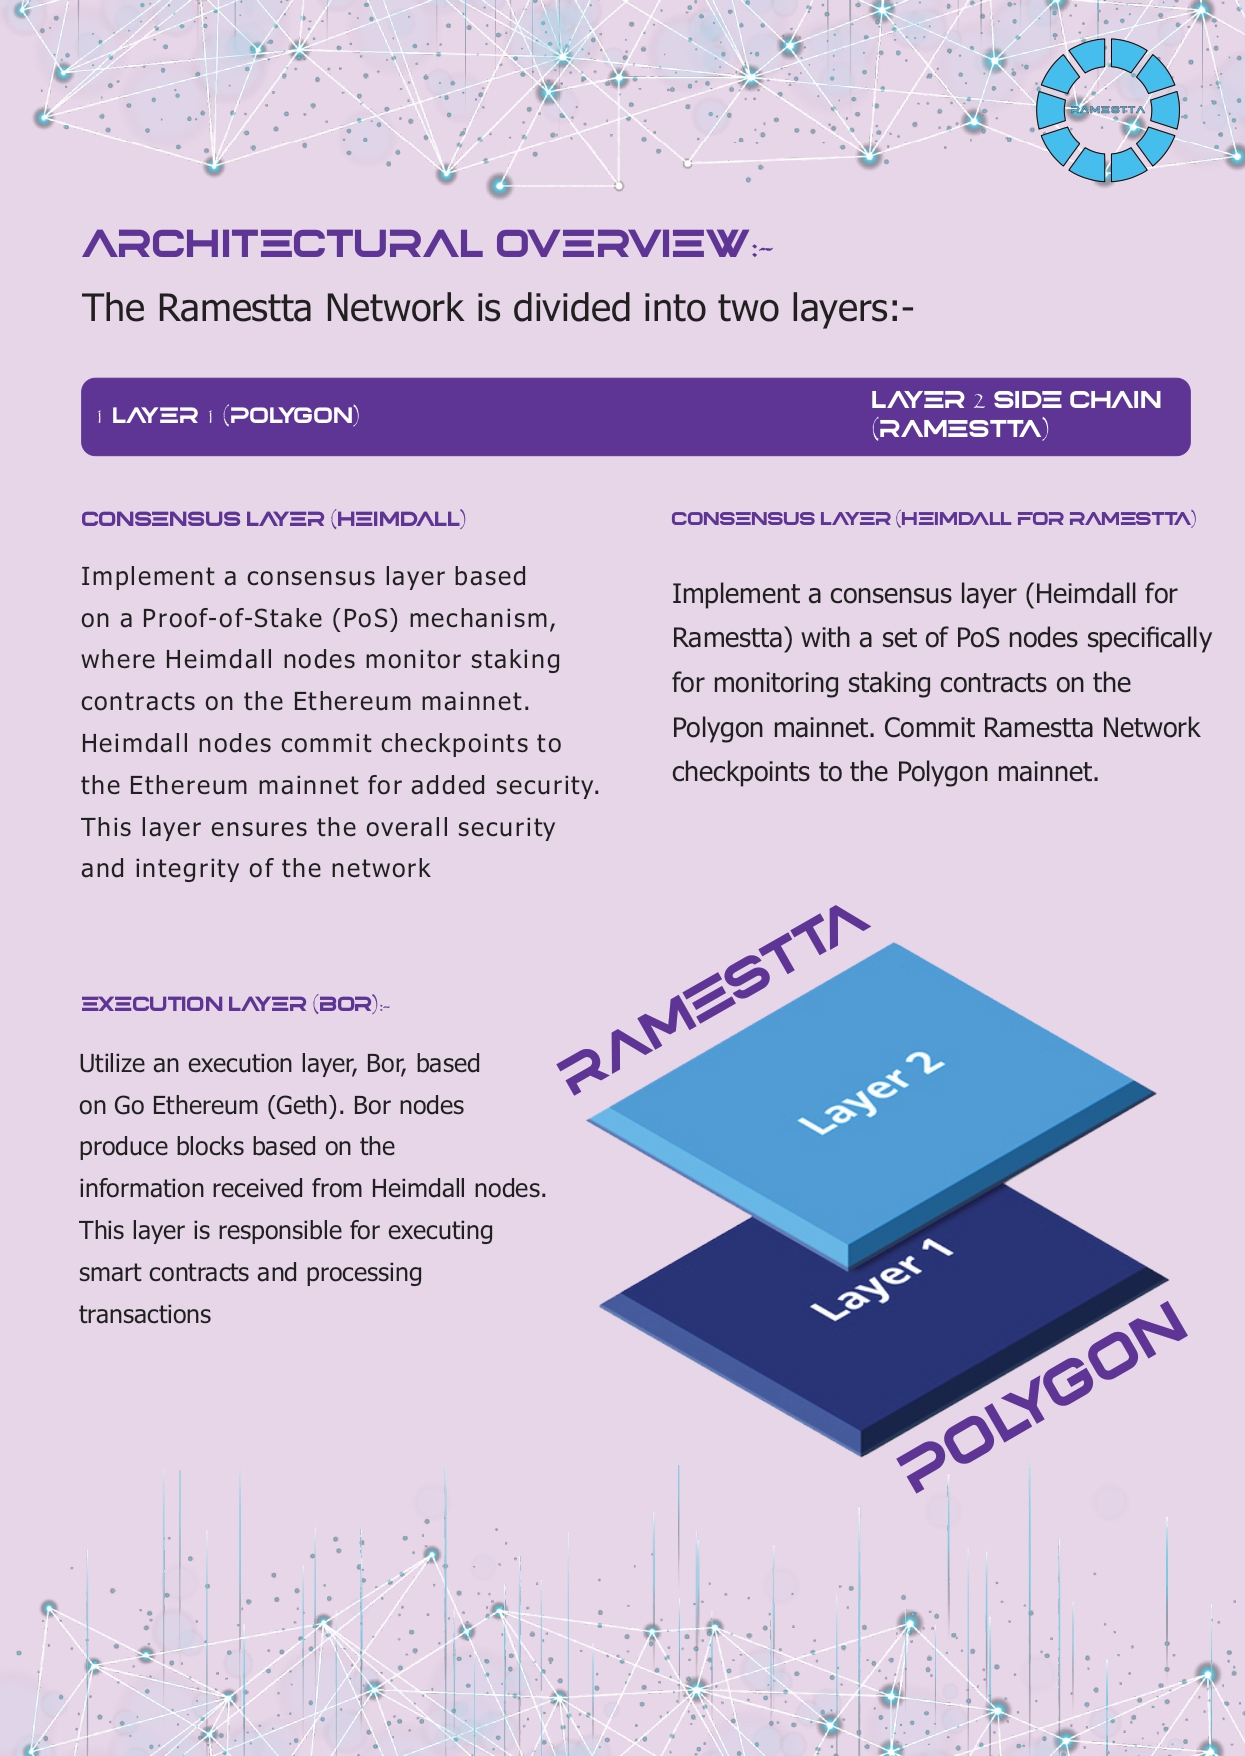 RAMESTTA
ARCHITECTURAL OVERVIEW:~
The Ramestta Network is divided into two layers:-
1 LAYER 1 (POLYGON)
LAYER 2 SIDE CHAIN
(RAMESTTA)
CONSENSUS LAYER (HEIMDALL)
Implement a consensus layer based
on a Proof-of-Stake (PoS) mechanism,
where Heimdall nodes monitor staking
contracts on the Ethereum mainnet.
Heimdall nodes commit checkpoints to
the Ethereum mainnet for added security.
This layer ensures the overall security
and integrity of the network
CONSENSUS LAYER (HEIMDALL FOR RAMESTTA)
Implement a consensus layer (Heimdall for
Ramestta) with a set of PoS nodes specifically
for monitoring staking contracts on the
Polygon mainnet. Commit Ramestta Network
checkpoints to the Polygon mainnet.
EXECUTION LAYER (BOR):~
Utilize an execution layer, Bor, based
on Go Ethereum (Geth). Bor nodes
produce blocks based on the
information received from Heimdall nodes.
This layer is responsible for executing
smart contracts and processing
transactions
RAMESTTA
Layer 2
Layer 1
POLYGON